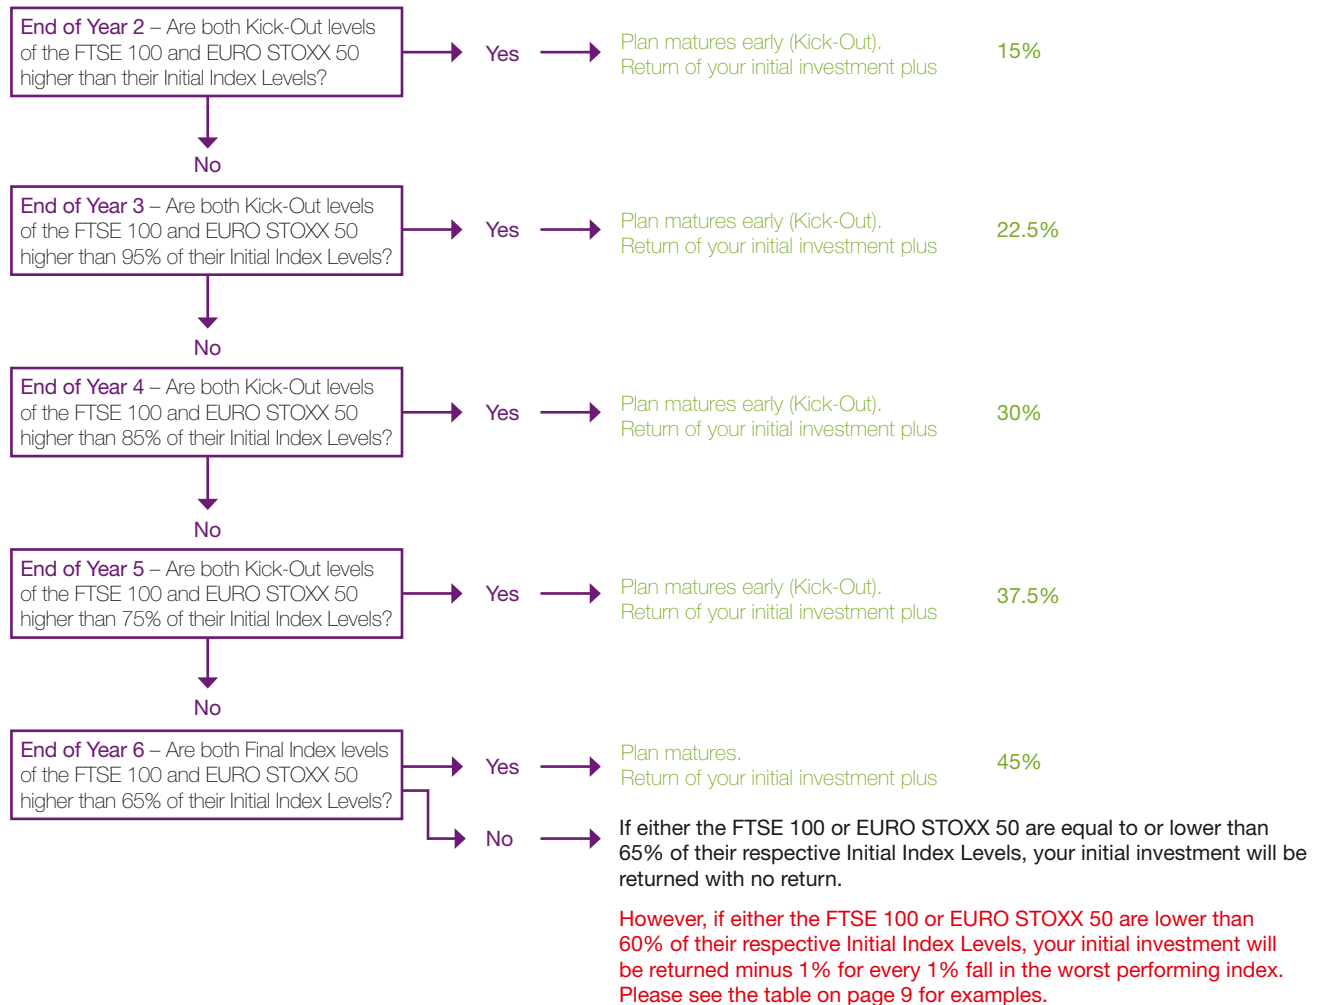 End of Year 2 – Are both Kick-Out levels
of the FTSE 100 and EURO STOXX 50
higher than their Initial Index Levels?
Yes
Plan matures early (Kick-Out).
Return of your initial investment plus
15%
No
End of Year 3 – Are both Kick-Out levels
of the FTSE 100 and EURO STOXX 50
higher than 95% of their Initial Index Levels?
Yes
Plan matures early (Kick-Out).
Return of your initial investment plus
22.5%
No
End of Year 4 – Are both Kick-Out levels
of the FTSE 100 and EURO STOXX 50
higher than 85% of their Initial Index Levels?
Yes
Plan matures early (Kick-Out).
Return of your initial investment plus
30%
No
End of Year 5 – Are both Kick-Out levels
of the FTSE 100 and EURO STOXX 50
higher than 75% of their Initial Index Levels?
Yes
Plan matures early (Kick-Out).
Return of your initial investment plus
37.5%
No
End of Year 6 – Are both Final Index levels
of the FTSE 100 and EURO STOXX 50
higher than 65% of their Initial Index Levels?
Yes
Plan matures.
Return of your initial investment plus
45%
No
If either the FTSE 100 or EURO STOXX 50 are equal to or lower than
65% of their respective Initial Index Levels, your initial investment will be
returned with no return.
However, if either the FTSE 100 or EURO STOXX 50 are lower than
60% of their respective Initial Index Levels, your initial investment will
be returned minus 1% for every 1% fall in the worst performing index.
Please see the table on page 9 for examples.